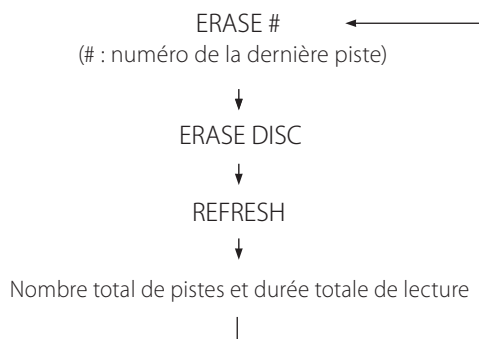 ERASE #
(# : numéro de la dernière piste)
ERASE DISC
REFRESH
Nombre total de pistes et durée totale de lecture